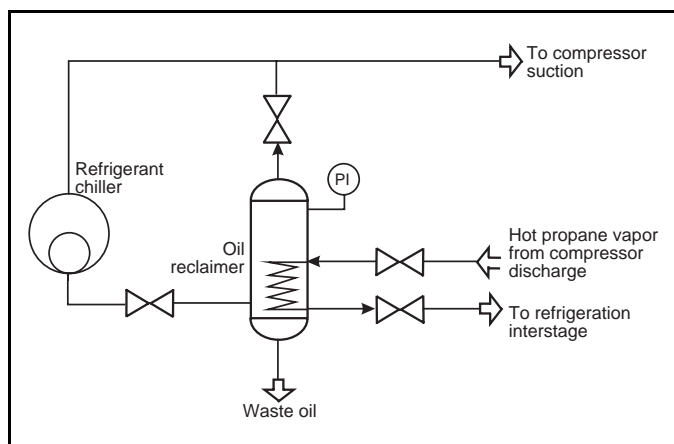 To compressor
suction
Refrigerant
chiller
PI
Oil
reclaimer
Hot propane vapor
from compressor
discharge
To refrigeration
interstage
Waste oil